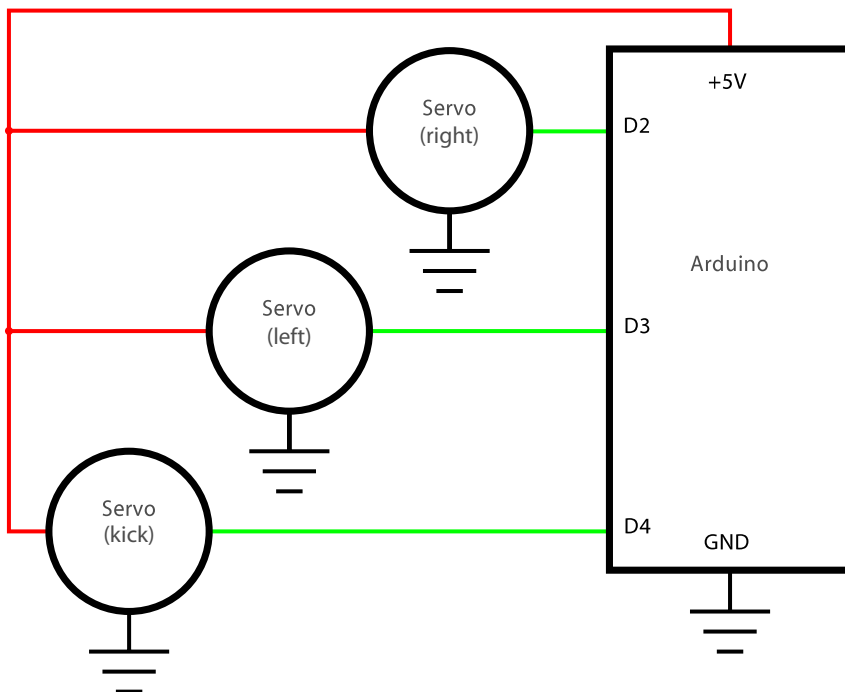 +5V
Servo
(right)
D2
Arduino
Servo
(left)
D3
Servo
(kick)
D4
GND